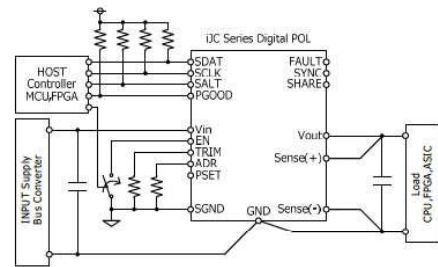 iJC Series Digital POL
HOST
Controller
MCU,FPGA
SDAT
SCLK
SALT
PGOOD
FAULT
SYNC
SHARE
INPUT Supply
Bus Converter
Vin
EN
TRIM
ADR
PSET
SGND
Vout
Sense(+)
GND
Sense(-)
Load
CPU,FPGA,ASIC